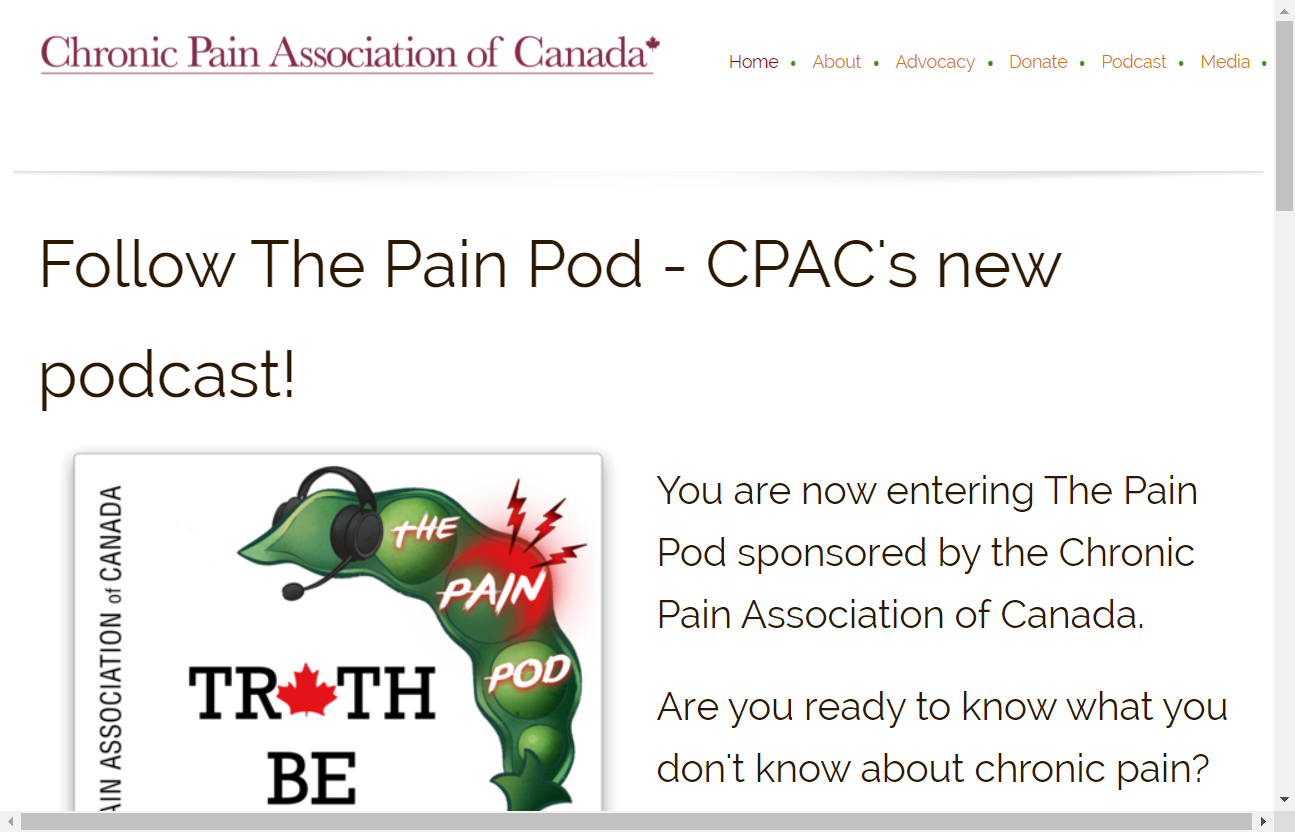 Chronic Pain Association of Canada
Home • About • Advocacy • Donate • Podcast • Media •
Follow The Pain Pod - CPAC's new
podcast!
AIN ASSOCIATION of CANADA
THE
PAIN
POD
TR TH
BE
You are now entering The Pain
Pod sponsored by the Chronic
Pain Association of Canada.
Are you ready to know what you
don't know about chronic pain?